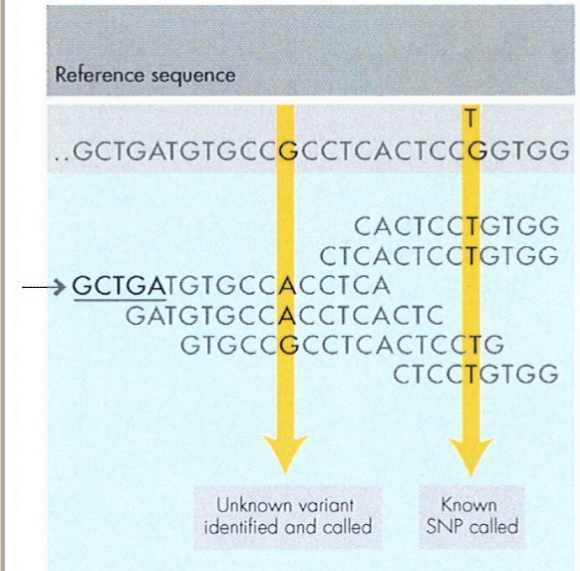 Reference sequence
T
..GCTGATGTGCCGCCTCACTCCGGTGG
CACTCCTGTGG
CTCACTCCTGTGG
GCTGATGTGCCACCTCA
GATGTGCCACCTCACTC
GTGCCGCCTCACTCCTG
CTCCTGTGG
Unknown variant
identified and called
Known
SNP called